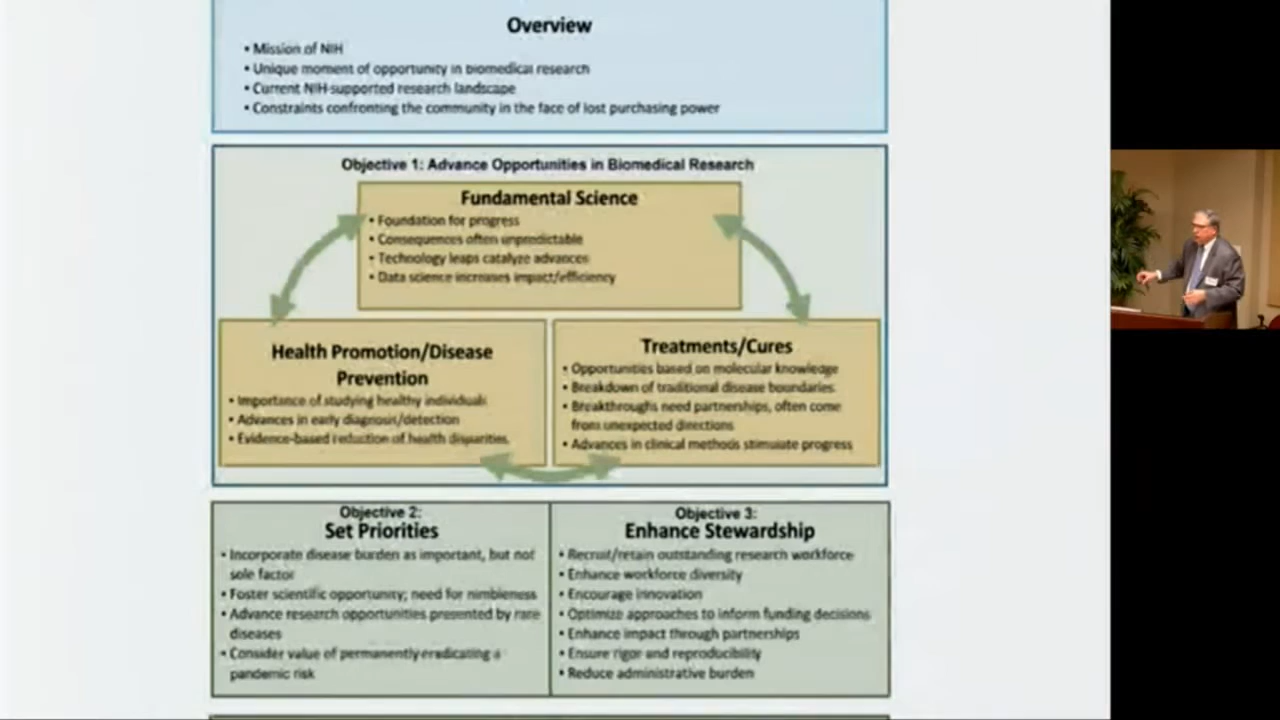 Overview
• Mission of NIH
• Unique moment of opportunity in biomedical research
• Current NIH-supported research landscape
• Constraints confronting the community in the face of lost purchasing power
Objective 1: Advance Opportunities in Biomedical Research
Fundamental Science
• Foundation for progress
• Consequences often unpredictable
• Technology leaps catalyze advances
• Data science increases impact/efficiency
Health Promotion/Disease
Prevention
• Importance of studying healthy individuals
• Advances in early diagnosis/detection
• Evidence-based reduction of health disparities
Treatments/Cures
• Opportunities based on molecular knowledge
• Breakdown of traditional disease boundaries
• Breakthroughs need partnerships, often come
from unexpected directions
• Advances in clinical methods stimulate progress
Objective 2:
Set Priorities
• Incorporate disease burden as important, but not
sole factor
• Foster scientific opportunity; need for nimbleness
• Advance research opportunities presented by rare
diseases
• Consider value of permanently eradicating a
pandemic risk
Objective 3:
Enhance Stewardship
• Recruit/retain outstanding research workforce
• Enhance workforce diversity
• Encourage innovation
• Optimize approaches to inform funding decisions
• Enhance impact through partnerships
• Ensure rigor and reproducibility
• Reduce administrative burden